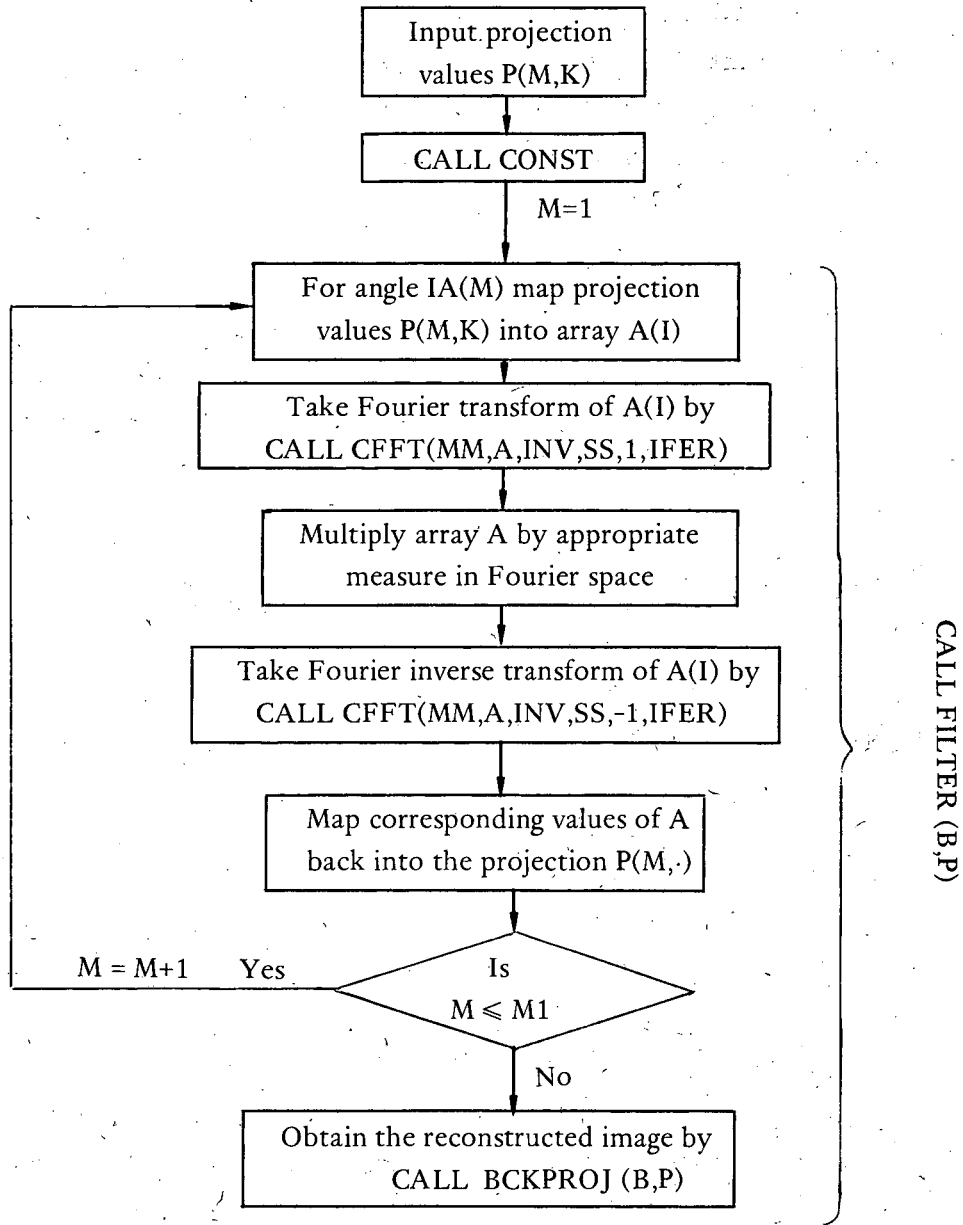 Input projection
values P(M,K)
CALL CONST
M=1
For angle IA(M) map projection
values P(M,K) into array A(I)
Take Fourier transform of A(I) by
CALL CFFT(MM,A,INV,SS,1,IFER)
Multiply array A by appropriate
measure in Fourier space
Take Fourier inverse transform of A(I) by
CALL CFFT(MM,A,INV,SS,-1,IFER)
Map corresponding values of A
back into the projection P(M,·)
M = M+1 Yes
Is
M ⩽ M1
No
Obtain the reconstructed image by
CALL BCKPROJ (B,P)
CALL FILTER (B,P)